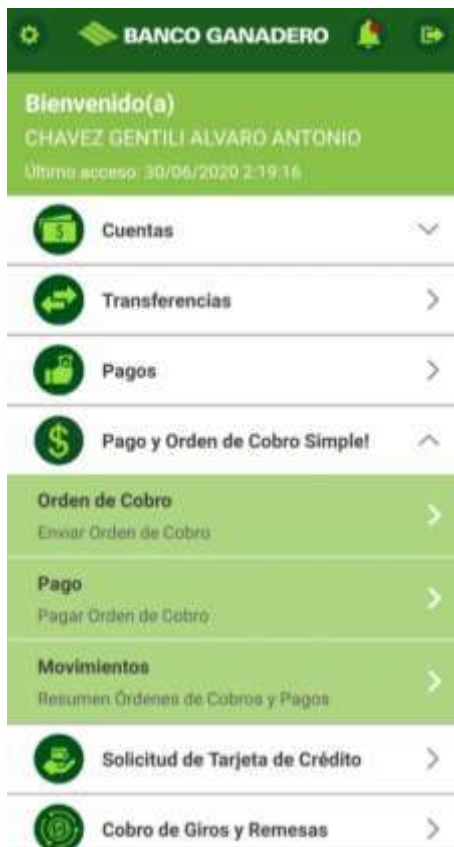 BANCO GANADERO
Bienvenido(a)
CHAVEZ GENTILI ALVARO ANTONIO
Último acceso: 30/06/2020 2:19:16
Cuentas
Transferencias
Pagos
Pago y Orden de Cobro Simple!
Orden de Cobro
Enviar Orden de Cobro
Pago
Pagar Orden de Cobro
Movimientos
Resumen Órdenes de Cobros y Pagos
Solicitud de Tarjeta de Crédito
Cobro de Giros y Remesas